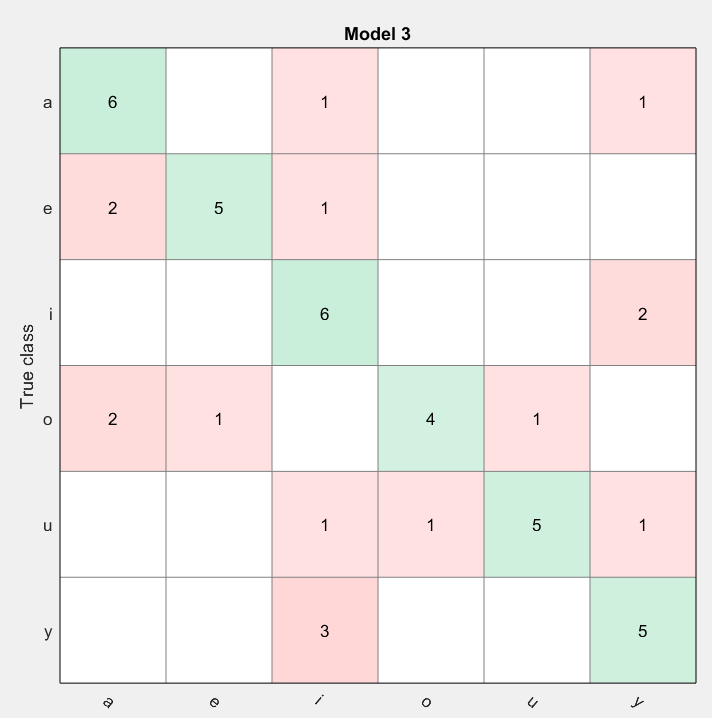 Model 3
True class
a 6 1 1
e 2 5 1
i 6 2
o 2 1 4 1
u 1 1 5 1
y 3 5
a e i o u y